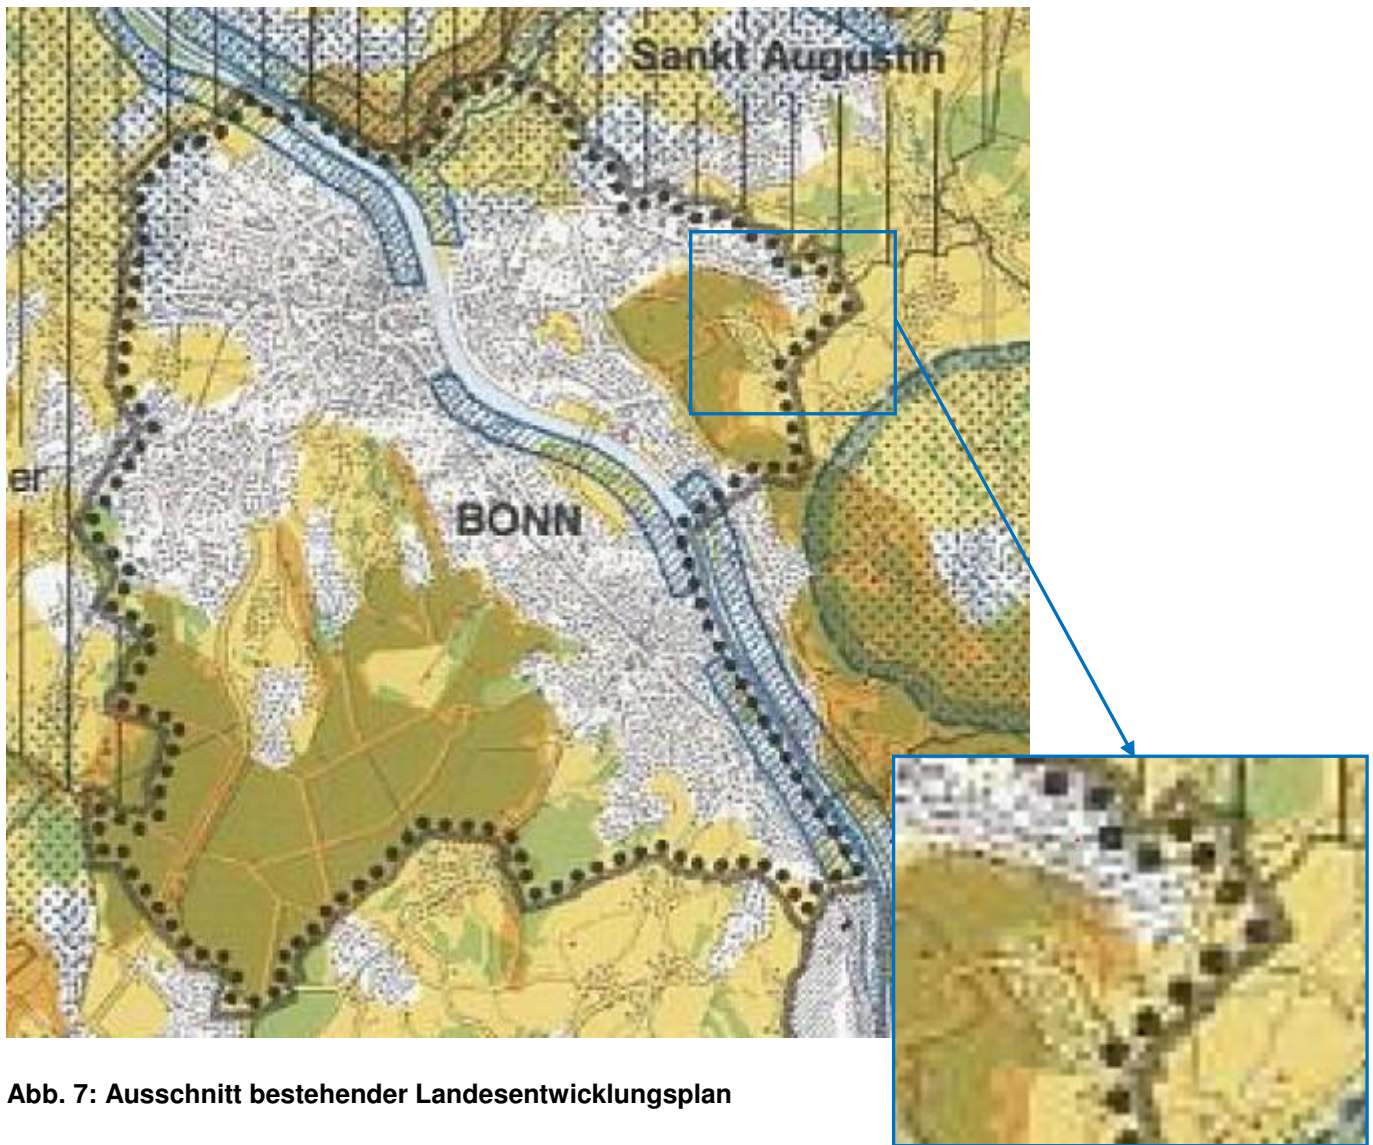 Sankt Augustin
er
BONN
Abb. 7: Ausschnitt bestehender Landesentwicklungsplan